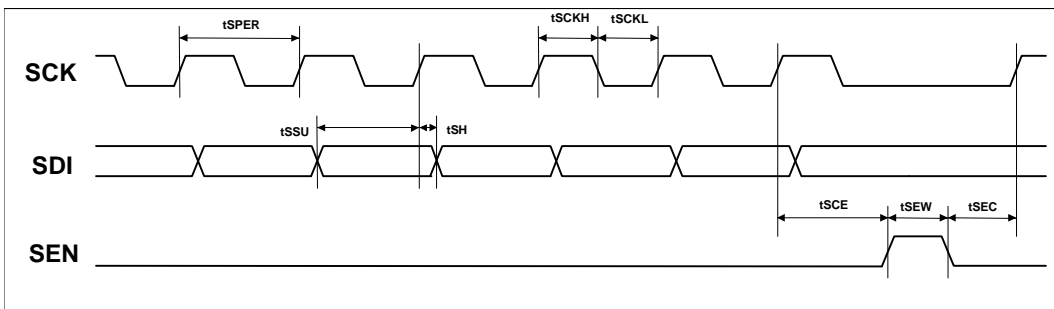 tSPER
tSCKH
tSCKL
SCK
tSSU
tSH
SDI
tSCE
tSEW
tSEC
SEN